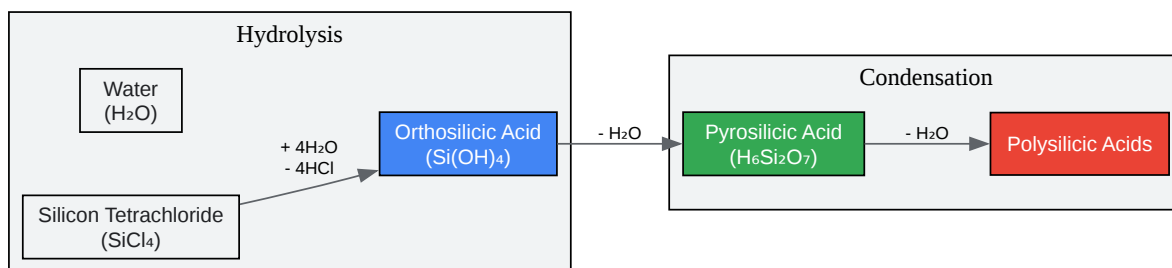 Hydrolysis
Water
(H₂O)
+ 4H₂O
- 4HCl
Silicon Tetrachloride
(SiCl₄)
Orthosilicic Acid
(Si(OH)₄)
- H₂O
Condensation
Pyrosilicic Acid
(H₆Si₂O₇)
- H₂O
Polysilicic Acids